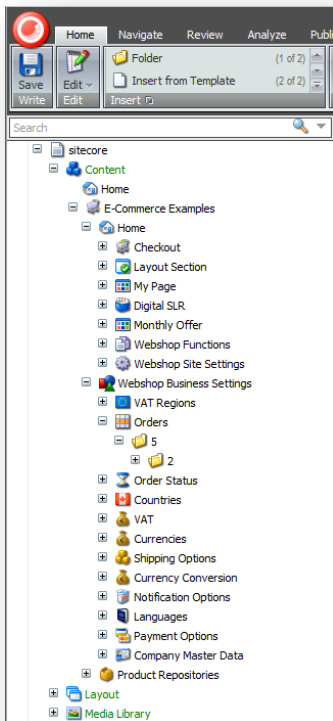 Home Navigate Review Analyze Publi
Folder (1 of 2)
Insert from Template (2 of 2)
Save Edit
Write Edit Insert
Search
sitecore
Content
Home
E-Commerce Examples
Home
Checkout
Layout Section
My Page
Digital SLR
Monthly Offer
Webshop Functions
Webshop Site Settings
Webshop Business Settings
VAT Regions
Orders
5
2
Order Status
Countries
VAT
Currencies
Shipping Options
Currency Conversion
Notification Options
Languages
Payment Options
Company Master Data
Product Repositories
Layout
Media Library